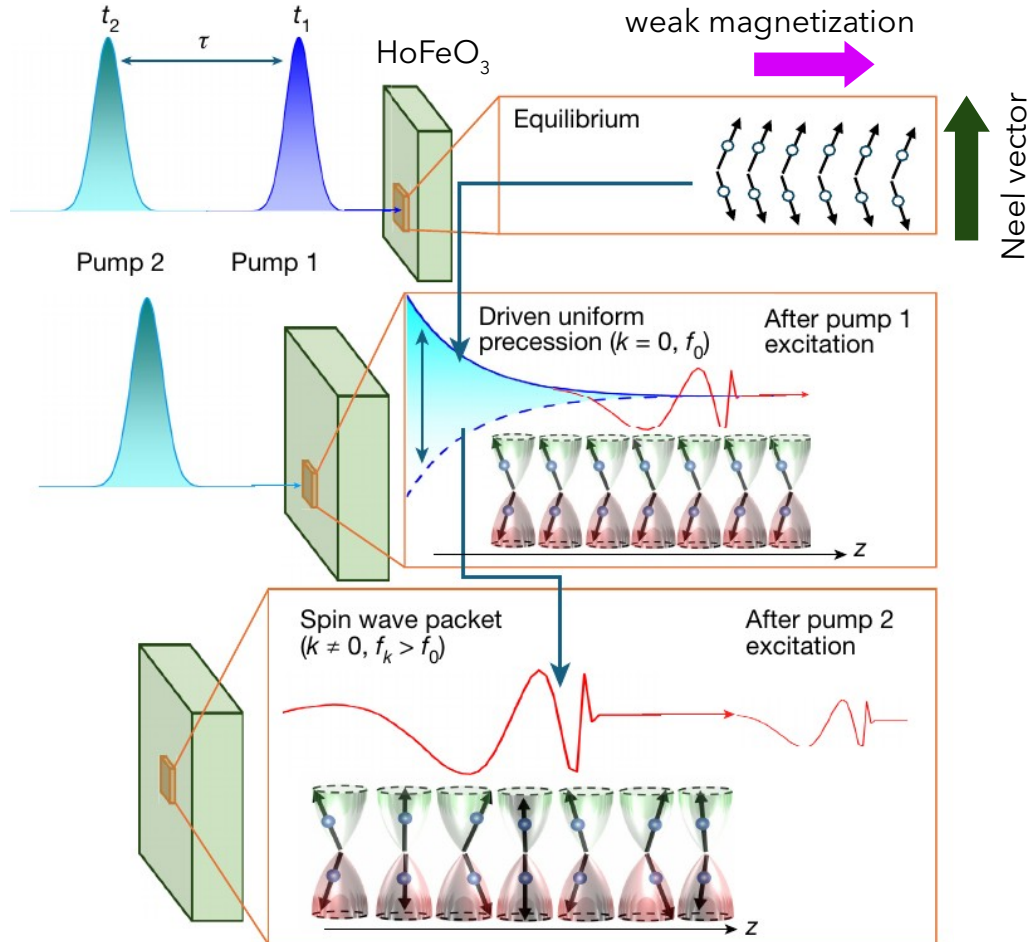 t₂
t₁
τ
HoFeO₃
weak magnetization
Equilibrium
Neel vector
Pump 2
Pump 1
Driven uniform
precession (k = 0, f₀)
After pump 1
excitation
z
Spin wave packet
(k ≠ 0, fₖ > f₀)
After pump 2
excitation
z